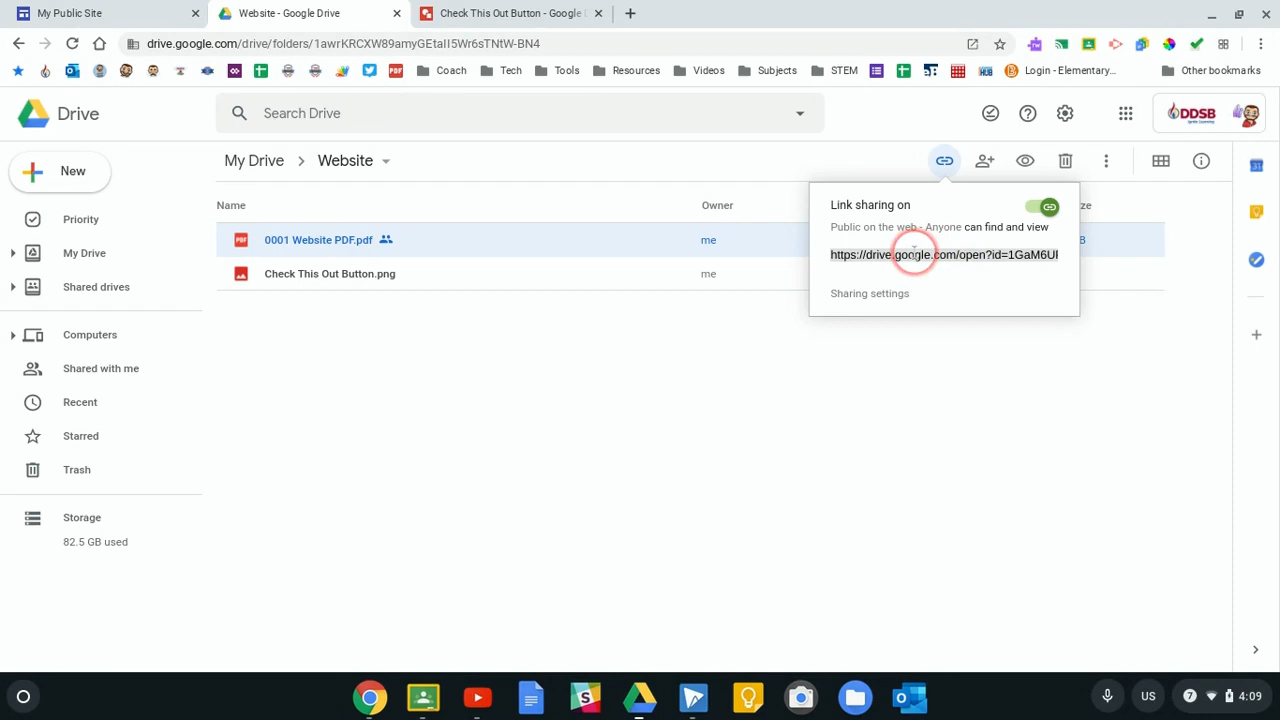 My Public Site
Website - Google Drive
Check This Out Button - Google
drive.google.com/drive/folders/1awrKRCXW89amyGEtaII5Wr6sTNtW-BN4
Coach
Tech
Tools
Resources
Videos
Subjects
STEM
Login - Elementary...
Other bookmarks
Drive
Search Drive
DDSB
New
My Drive
Website
Link sharing on
Public on the web - Anyone can find and view
https://drive.google.com/open?id=1GaM6U
Sharing settings
Name
Owner
0001 Website PDF.pdf
me
B
Check This Out Button.png
me
Priority
My Drive
Shared drives
Computers
Shared with me
Recent
Starred
Trash
Storage
82.5 GB used
US
7
4:09